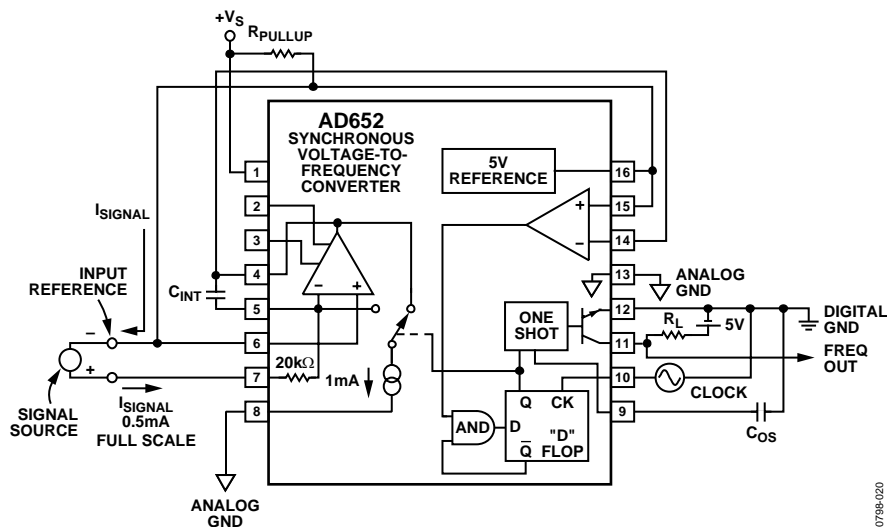 +VS
RPULLUP
AD652
SYNCHRONOUS
VOLTAGE-TO-
FREQUENCY
CONVERTER
5V
REFERENCE
1
2
3
4
5
6
7
8
16
15
14
13
12
11
10
9
ISIGNAL
INPUT
REFERENCE
CINT
–
+
SIGNAL
SOURCE
ISIGNAL
0.5mA
FULL SCALE
ANALOG
GND
– +
20kΩ
1mA
+
–
ONE
SHOT
AND
Q CK
D "D"
Q FLOP
ANALOG
GND
DIGITAL
GND
RL
5V
FREQ
OUT
CLOCK
COS
00798-020